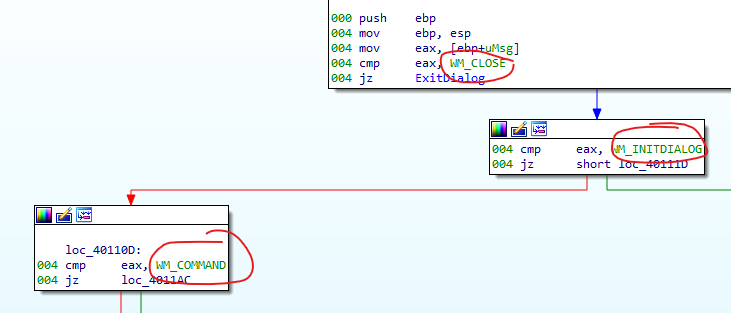 000 push ebp
004 mov ebp, esp
004 mov eax, [ebp+uMsg]
004 cmp eax, WM_CLOSE
004 jz ExitDialog
004 cmp eax, WM_INITDIALOG
004 jz short loc_40111D
loc_40110D:
004 cmp eax, WM_COMMAND
004 jz loc_4011AC